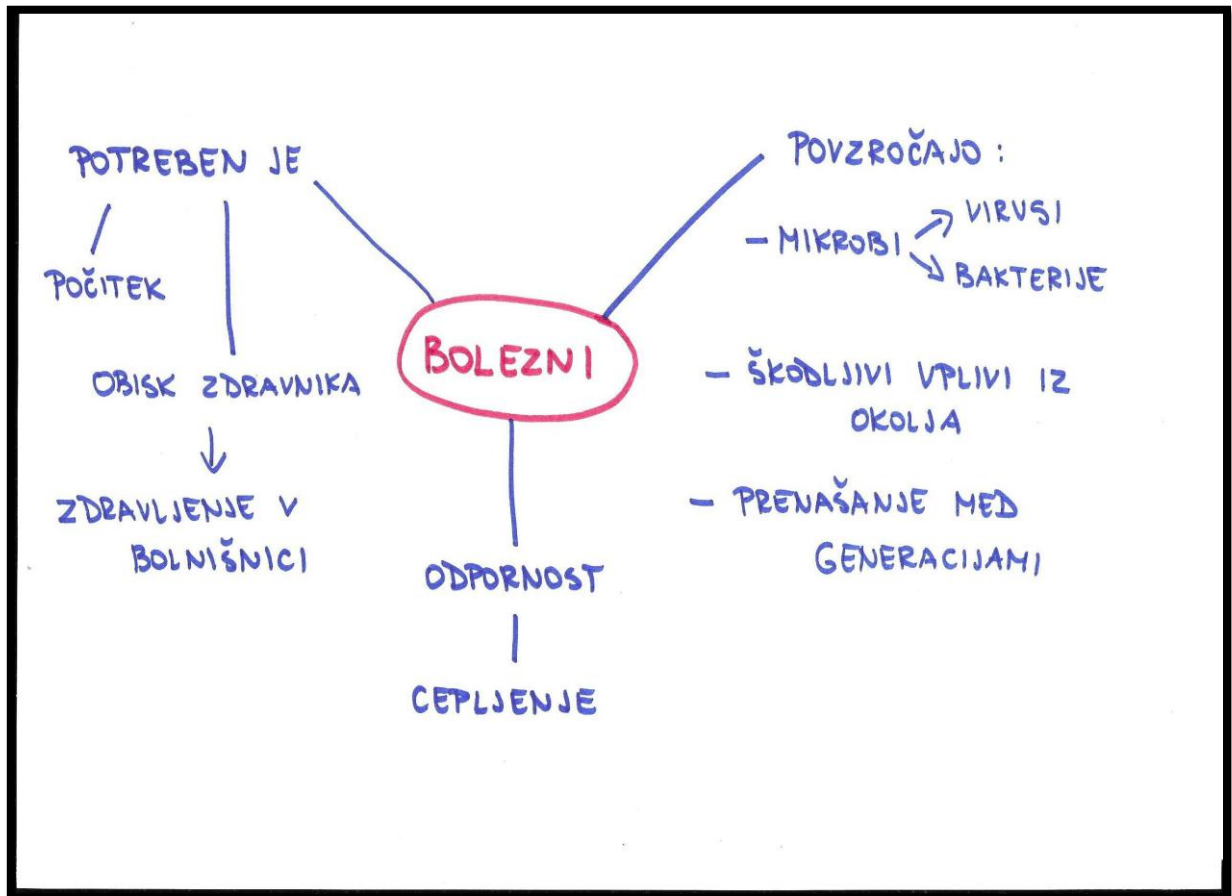 POTREBEN JE
POČITEK
OBISK ZDRAVNIKA
ZDRAVLJENJE V
BOLNIŠNICI
BOLEZNI
ODPORNOST
CEPLJENJE
POVZROČAJO :
- MIKROBI
VIRUSI
BAKTERIJE
- ŠKODLJIVI VPLIVI IZ
OKOLJA
- PRENAŠANJE MED
GENERACIJAMI